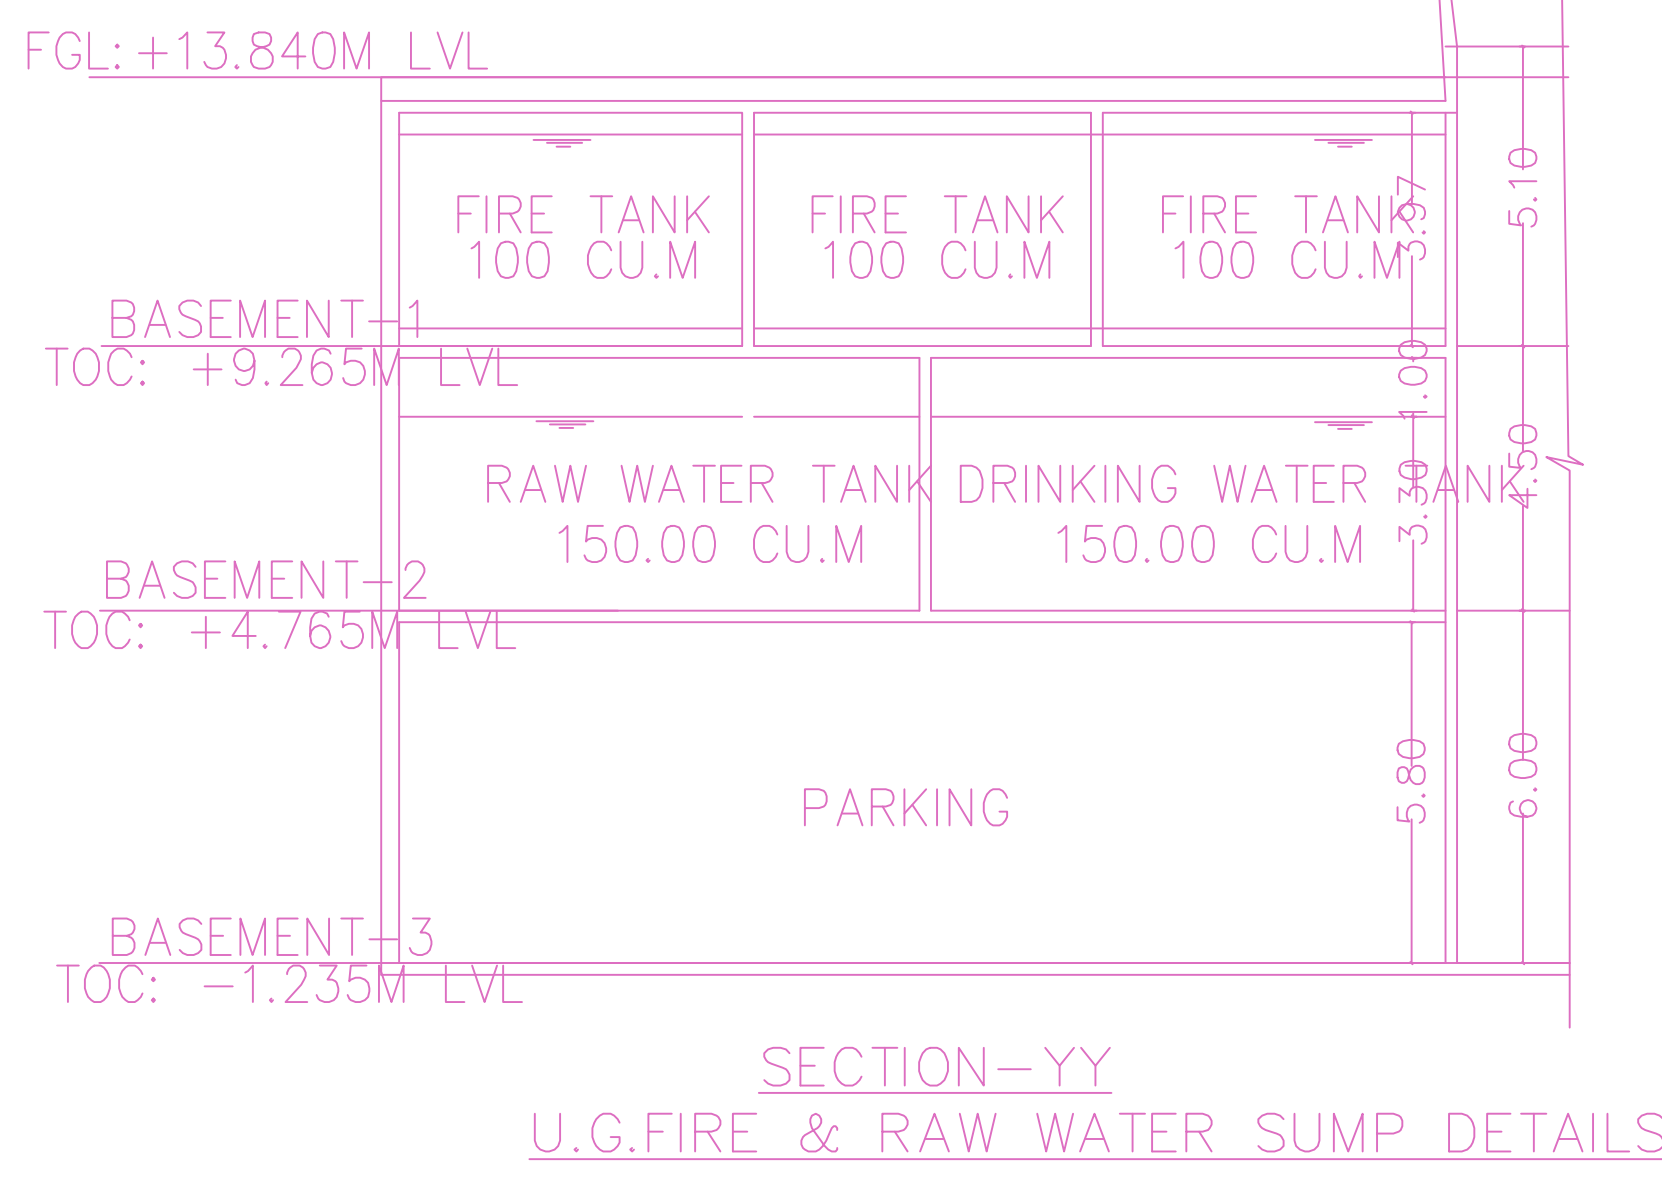 FGL:+13.840M LVL
5.10
FIRE TANK
100 CU.M
FIRE TANK
100 CU.M
FIRE TANK
100 CU.M
3.97
BASEMENT-1
TOC: +9.265M LVL
1.00
RAW WATER TANK
150.00 CU.M
DRINKING WATER TANK
150.00 CU.M
3.30
4.50
BASEMENT-2
TOC: +4.765M LVL
PARKING
5.80
6.00
BASEMENT-3
TOC: -1.235M LVL
SECTION-YY
U.G.FIRE & RAW WATER SUMP DETAILS